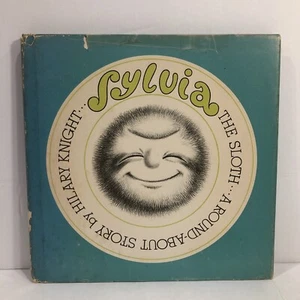 Sylvia
THE SLOTH... A ROUND-ABOUT STORY by HILARY KNIGHT...